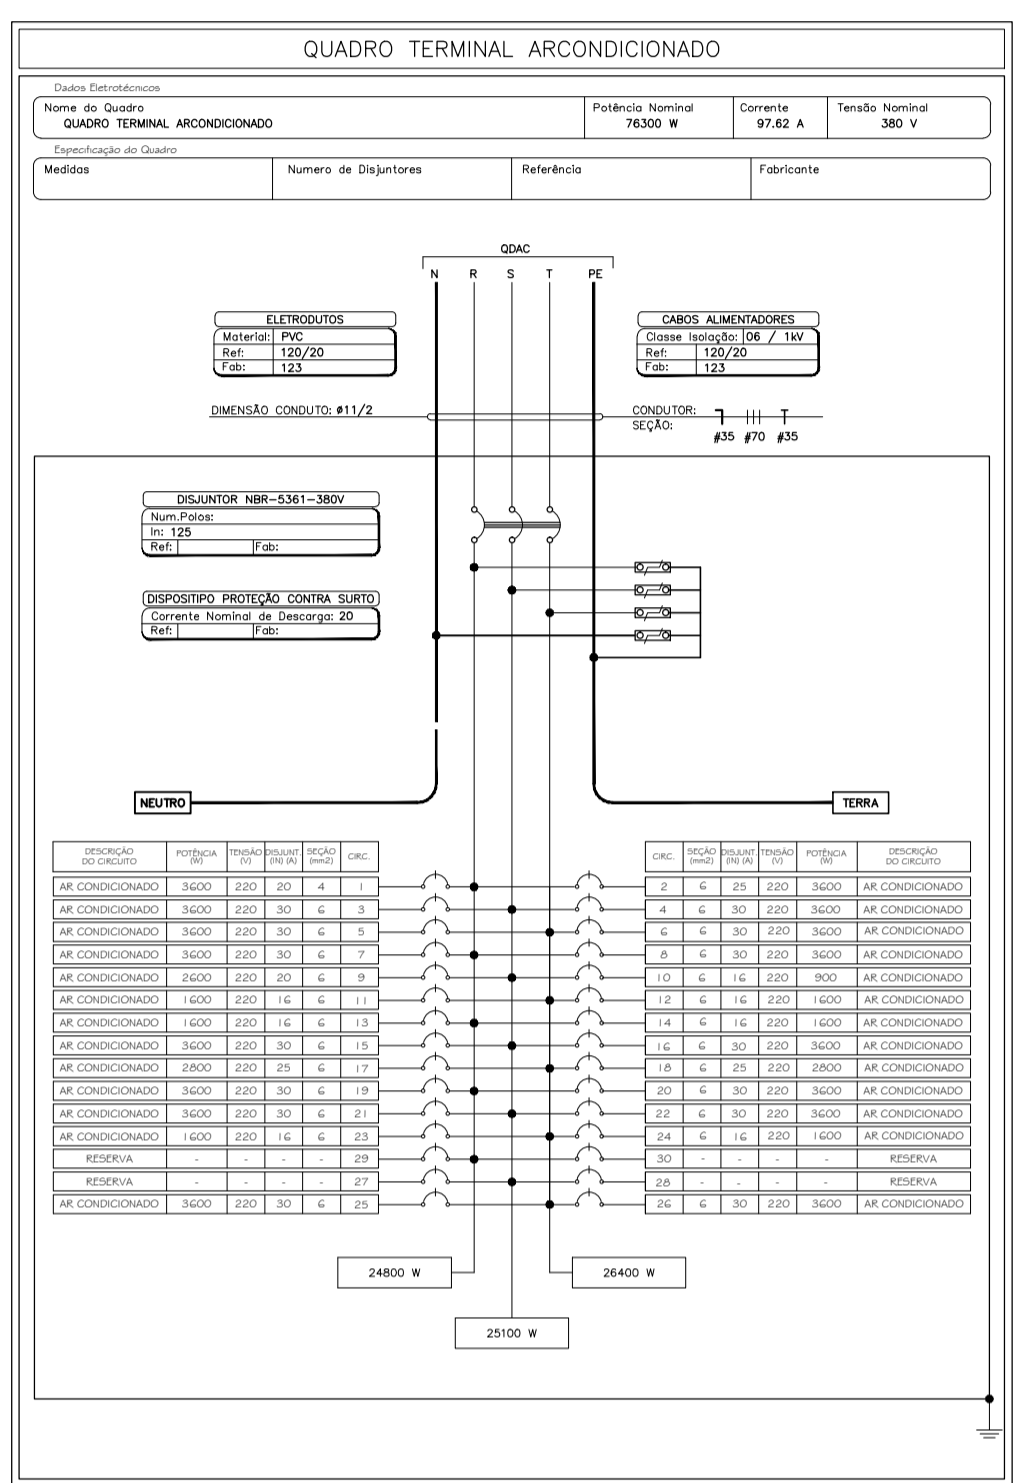 QUADRO TERMINAL ARCONDICIONADO
Dados Eletrotécnicos
Nome do Quadro Potência Nominal Corrente Tensão Nominal
QUADRO TERMINAL ARCONDICIONADO 76300 W 97.62 A 380 V
Especificação do Quadro
Medidas Numero de Disjuntores Referência Fabricante
QDAC
N R S T PE
ELETRODUTOS
Material: PVC
Ref: 120/20
Fab: 123
CABOS ALIMENTADORES
Classe Isolação: 06 / 1kV
Ref: 120/20
Fab: 123
DIMENSÃO CONDUTO: ø11/2
CONDUTOR:
SEÇÃO:
#35 #70 #35
DISJUNTOR NBR-5361-380V
Num.Polos:
In: 125
Ref: Fab:
DISPOSITIPO PROTEÇÃO CONTRA SURTO
Corrente Nominal de Descarga: 20
Ref: Fab:
NEUTRO TERRA
DESCRIÇÃO DO CIRCUITO POTÊNCIA (W) TENSÃO (V) DISJUNT. (IN) (A) SEÇÃO (mm2) CIRC. CIRC. SEÇÃO (mm2) DISJUNT. (IN) (A) TENSÃO (V) POTÊNCIA (W) DESCRIÇÃO DO CIRCUITO
AR CONDICIONADO 3600 220 20 4 1 2 6 25 220 3600 AR CONDICIONADO
AR CONDICIONADO 3600 220 30 6 3 4 6 30 220 3600 AR CONDICIONADO
AR CONDICIONADO 3600 220 30 6 5 6 6 30 220 3600 AR CONDICIONADO
AR CONDICIONADO 3600 220 30 6 7 8 6 30 220 3600 AR CONDICIONADO
AR CONDICIONADO 2600 220 20 6 9 10 6 16 220 900 AR CONDICIONADO
AR CONDICIONADO 1600 220 16 6 11 12 6 16 220 1600 AR CONDICIONADO
AR CONDICIONADO 1600 220 16 6 13 14 6 16 220 1600 AR CONDICIONADO
AR CONDICIONADO 3600 220 30 6 15 16 6 30 220 3600 AR CONDICIONADO
AR CONDICIONADO 2800 220 25 6 17 18 6 25 220 2800 AR CONDICIONADO
AR CONDICIONADO 3600 220 30 6 19 20 6 30 220 3600 AR CONDICIONADO
AR CONDICIONADO 3600 220 30 6 21 22 6 30 220 3600 AR CONDICIONADO
AR CONDICIONADO 1600 220 16 6 23 24 6 16 220 1600 AR CONDICIONADO
RESERVA - - - - 29 30 - - - - RESERVA
RESERVA - - - - 27 28 - - - - RESERVA
AR CONDICIONADO 3600 220 30 6 25 26 6 30 220 3600 AR CONDICIONADO
24800 W 26400 W
25100 W